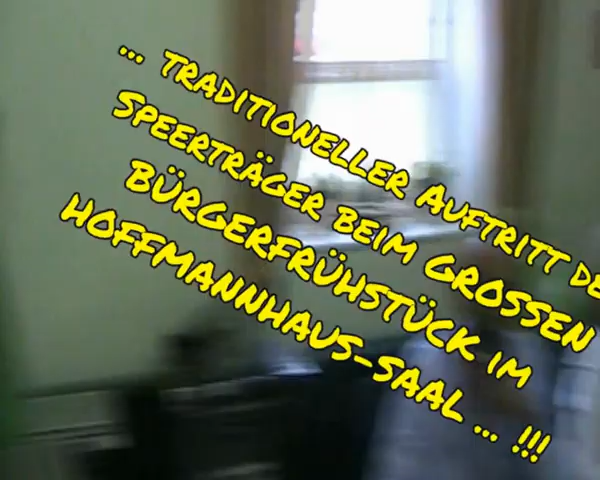 ... TRADITIONELLER AUFTRITT DE
SPEERTRÄGER BEIM GROSSEN
BÜRGERFRÜHSTÜCK IM
HOFFMANNHAUS-SAAL ... !!!